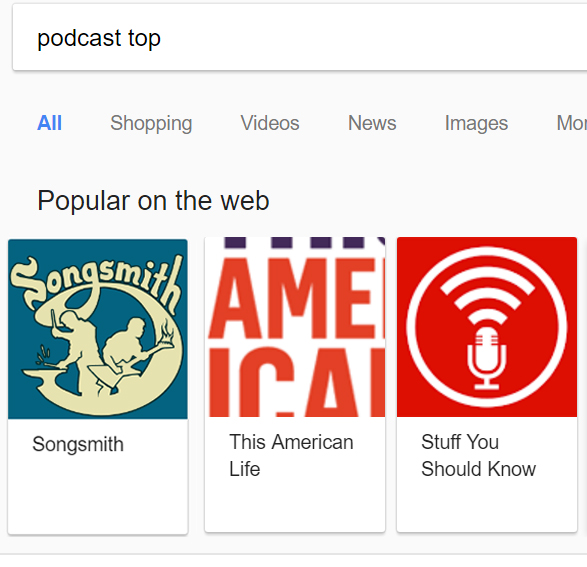 podcast top
All Shopping Videos News Images Mor
Popular on the web
Songsmith
AME
ICA
Songsmith
This American
Life
Stuff You
Should Know